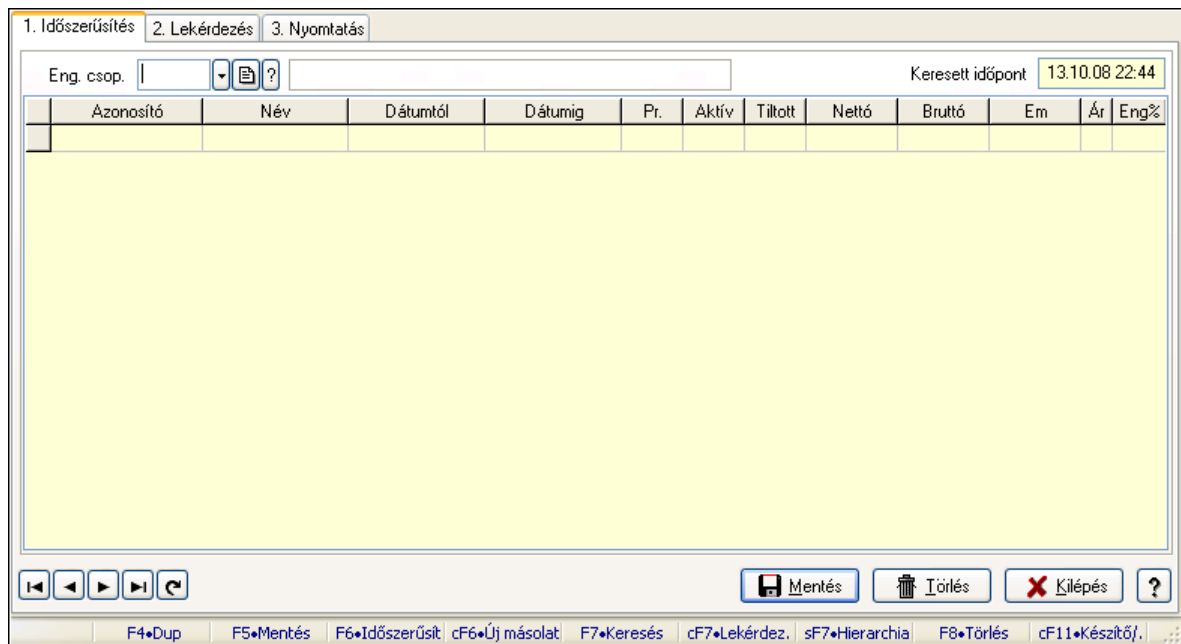 1. Időszerűsítés 2. Lekérdezés 3. Nyomtatás
Eng. csop. ? Keresett időpont 13.10.08 22:44
Azonosító Név Dátumtól Dátumig Pr. Aktív Tiltott Nettó Bruttó Em Ár Eng%
Mentés Törlés Kilépés ?
F4•Dup F5•Mentés F6•Időszerűsít cF6•Új másolat F7•Keresés cF7•Lekérdez. sF7•Hierarchia F8•Törlés cF11•Készítő/.